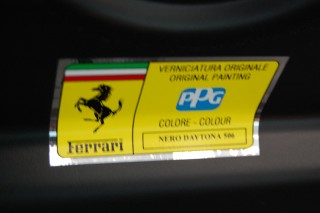 VERNICIATURA ORIGINALE
ORIGINAL PAINTING
PPG
COLORE - COLOUR
NERO DAYTONA 506
Ferrari